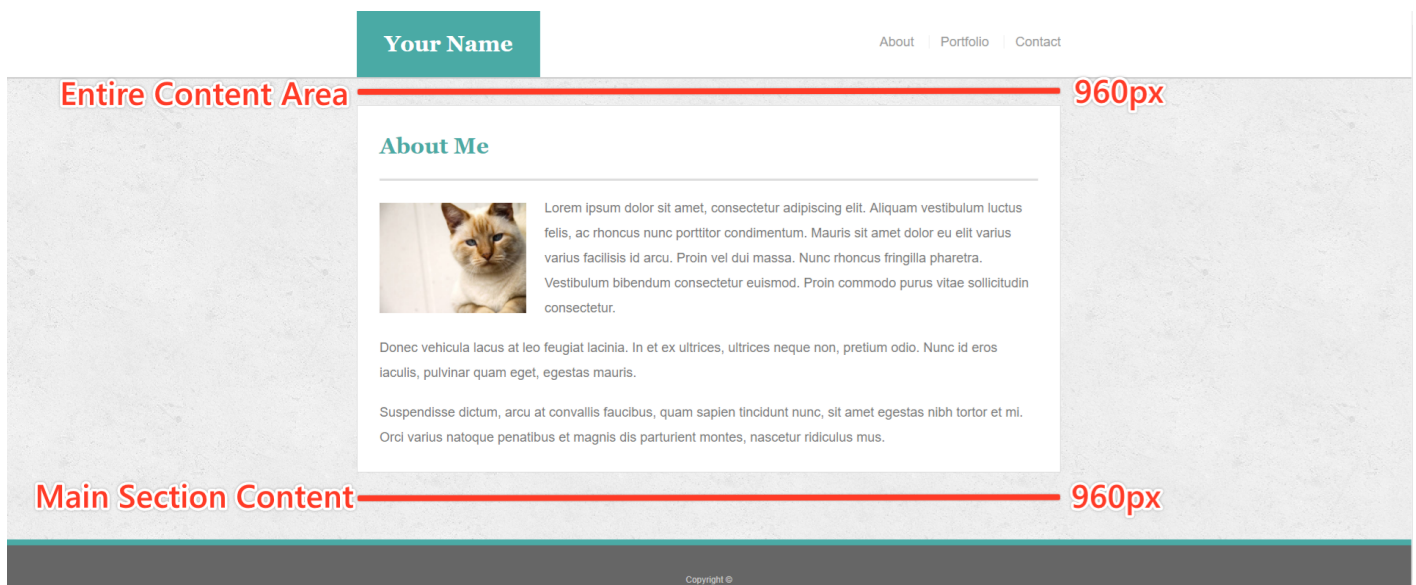 Your Name
About
Portfolio
Contact
Entire Content Area
960px
About Me
Lorem ipsum dolor sit amet, consectetur adipiscing elit. Aliquam vestibulum luctus
felis, ac rhoncus nunc porttitor condimentum. Mauris sit amet dolor eu elit varius
varius facilisis id arcu. Proin vel dui massa. Nunc rhoncus fringilla pharetra.
Vestibulum bibendum consectetur euismod. Proin commodo purus vitae sollicitudin
consectetur.
Donec vehicula lacus at leo feugiat lacinia. In et ex ultrices, ultrices neque non, pretium odio. Nunc id eros
iaculis, pulvinar quam eget, egestas mauris.
Suspendisse dictum, arcu at convallis faucibus, quam sapien tincidunt nunc, sit amet egestas nibh tortor et mi.
Orci varius natoque penatibus et magnis dis parturient montes, nascetur ridiculus mus.
Main Section Content
960px
Copyright ©